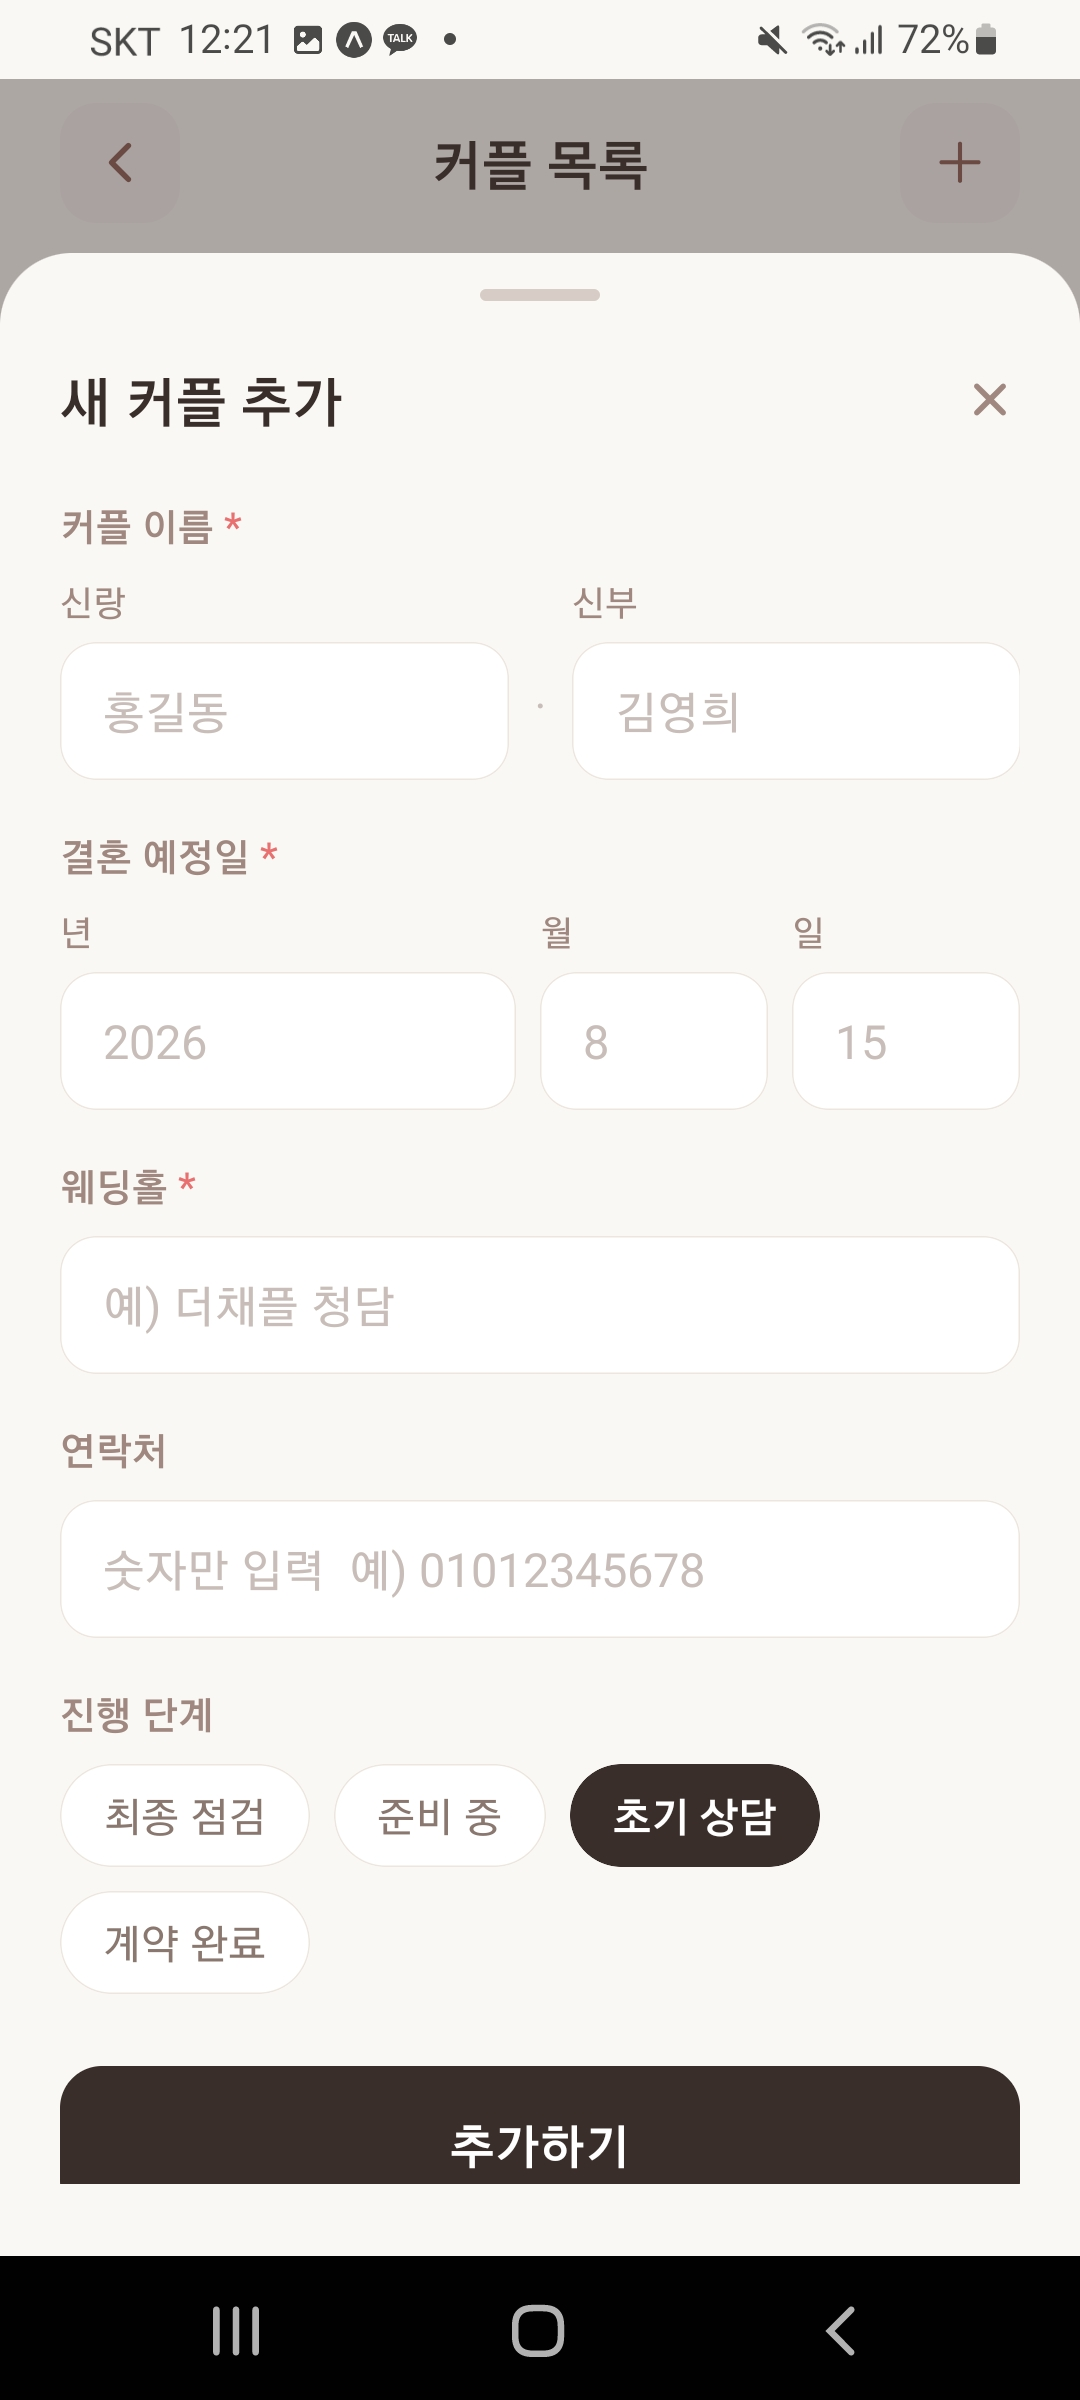 SKT 12:21 TALK 72%
커플 목록
새 커플 추가
커플 이름 *
신랑 신부
홍길동 · 김영희
결혼 예정일 *
년 월 일
2026 8 15
웨딩홀 *
예) 더채플 청담
연락처
숫자만 입력 예) 01012345678
진행 단계
최종 점검 준비 중 초기 상담
계약 완료
추가하기